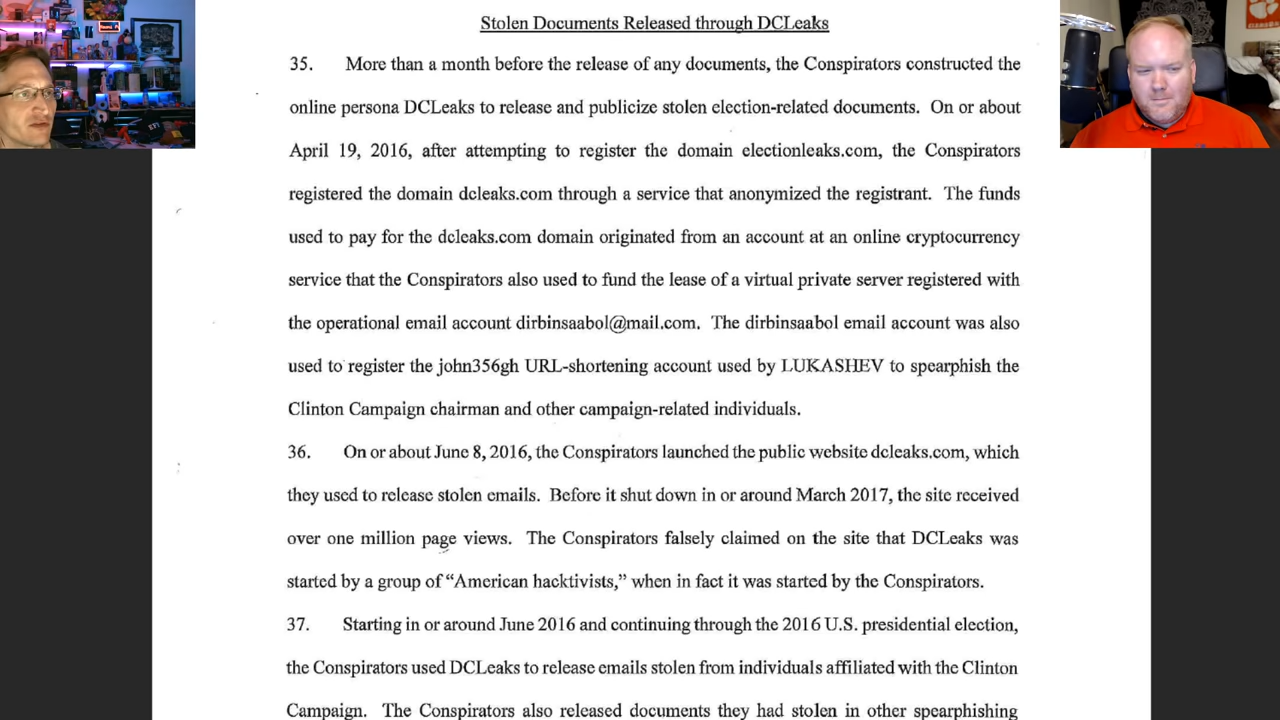 Stolen Documents Released through DCLeaks
35. More than a month before the release of any documents, the Conspirators constructed the
online persona DCLeaks to release and publicize stolen election-related documents. On or about
April 19, 2016, after attempting to register the domain electionleaks.com, the Conspirators
registered the domain dcleaks.com through a service that anonymized the registrant. The funds
used to pay for the dcleaks.com domain originated from an account at an online cryptocurrency
service that the Conspirators also used to fund the lease of a virtual private server registered with
the operational email account dirbinsaabol@mail.com. The dirbinsaabol email account was also
used to register the john356gh URL-shortening account used by LUKASHEV to spearphish the
Clinton Campaign chairman and other campaign-related individuals.
36. On or about June 8, 2016, the Conspirators launched the public website dcleaks.com, which
they used to release stolen emails. Before it shut down in or around March 2017, the site received
over one million page views. The Conspirators falsely claimed on the site that DCLeaks was
started by a group of “American hacktivists,” when in fact it was started by the Conspirators.
37. Starting in or around June 2016 and continuing through the 2016 U.S. presidential election,
the Conspirators used DCLeaks to release emails stolen from individuals affiliated with the Clinton
Campaign. The Conspirators also released documents they had stolen in other spearphishing